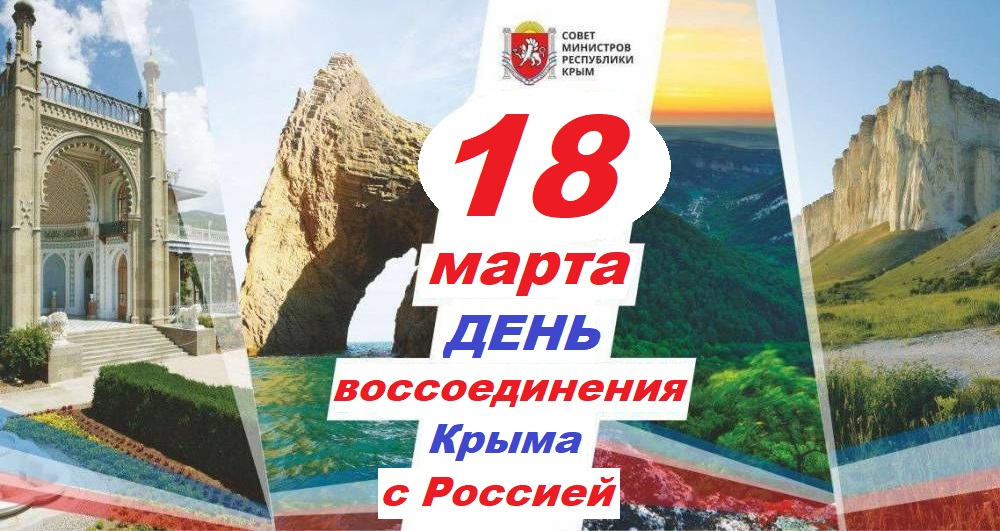 СОВЕТ
МИНИСТРОВ
РЕСПУБЛИКИ
КРЫМ
18
марта
ДЕНЬ
воссоединения
Крыма
с Россией